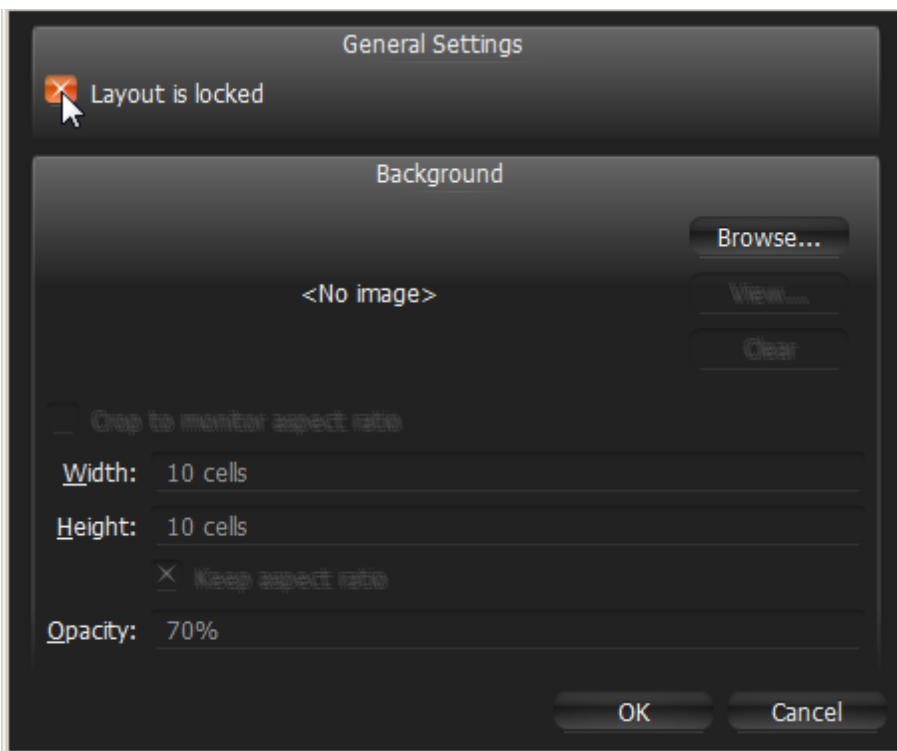 General Settings
Layout is locked
Background
Browse...
<No image>
View...
Clear
Crop to monitor aspect ratio
Width: 10 cells
Height: 10 cells
Keep aspect ratio
Opacity: 70%
OK Cancel